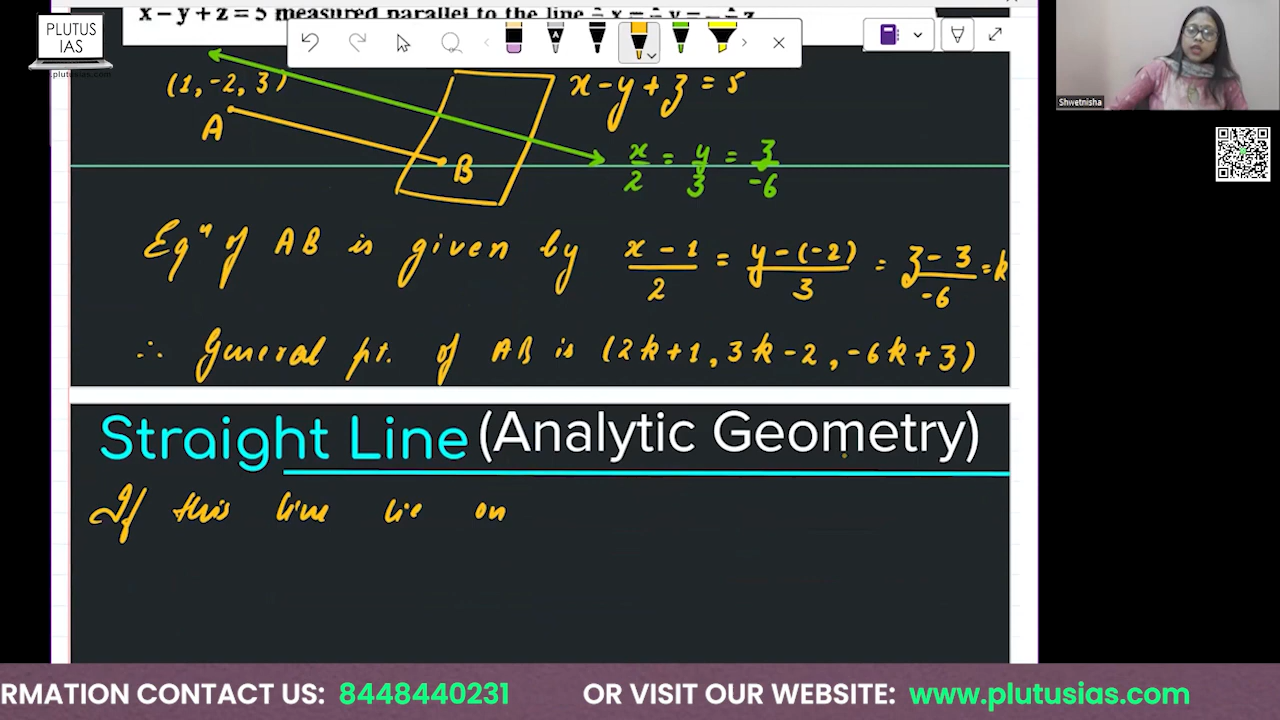 x − y + z = 5 measured parallel to the line
PLUTUS
IAS
.plutusias.com
(1, -2, 3)
x - y + z = 5
A
B
x/2 = y/3 = z/-6
Shwetnisha
Eqⁿ of AB is given by (x - 1)/2 = (y - (-2))/3 = (z - 3)/-6 = k
∴ General pt. of AB is (2k+1, 3k-2, -6k+3)
Straight Line (Analytic Geometry)
If this line lie on
RMATION CONTACT US: 8448440231 OR VISIT OUR WEBSITE: www.plutusias.com